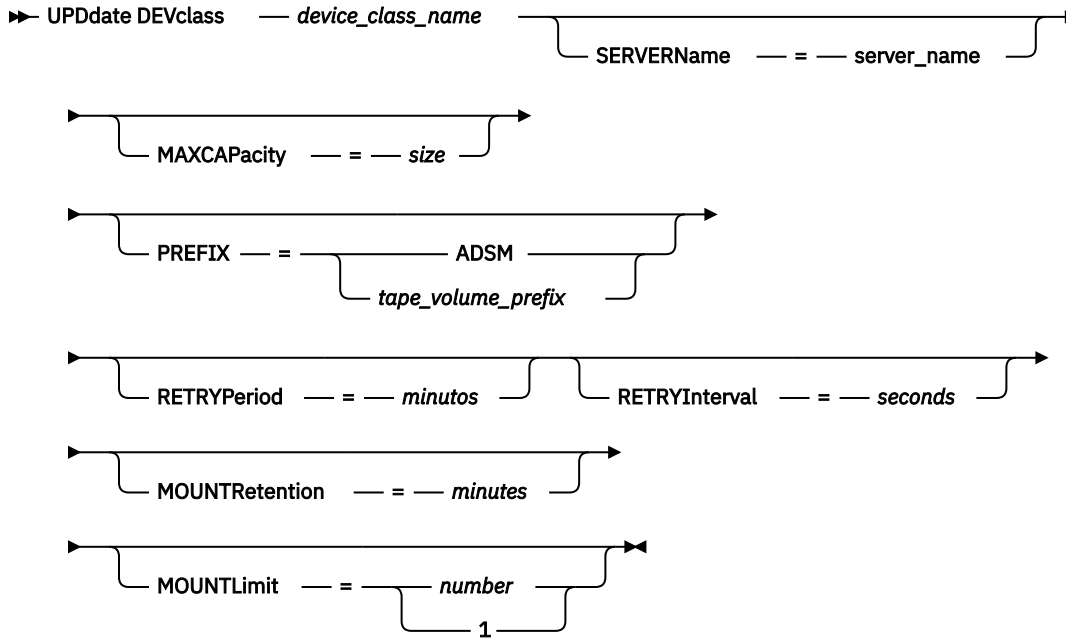 UPDdate DEVclass device_class_name
SERVERName = server_name
MAXCAPacity = size
PREFIX = ADSM
tape_volume_prefix
RETRYPeriod = minutos RETRYInterval = seconds
MOUNTRetention = minutes
MOUNTLimit = number
1